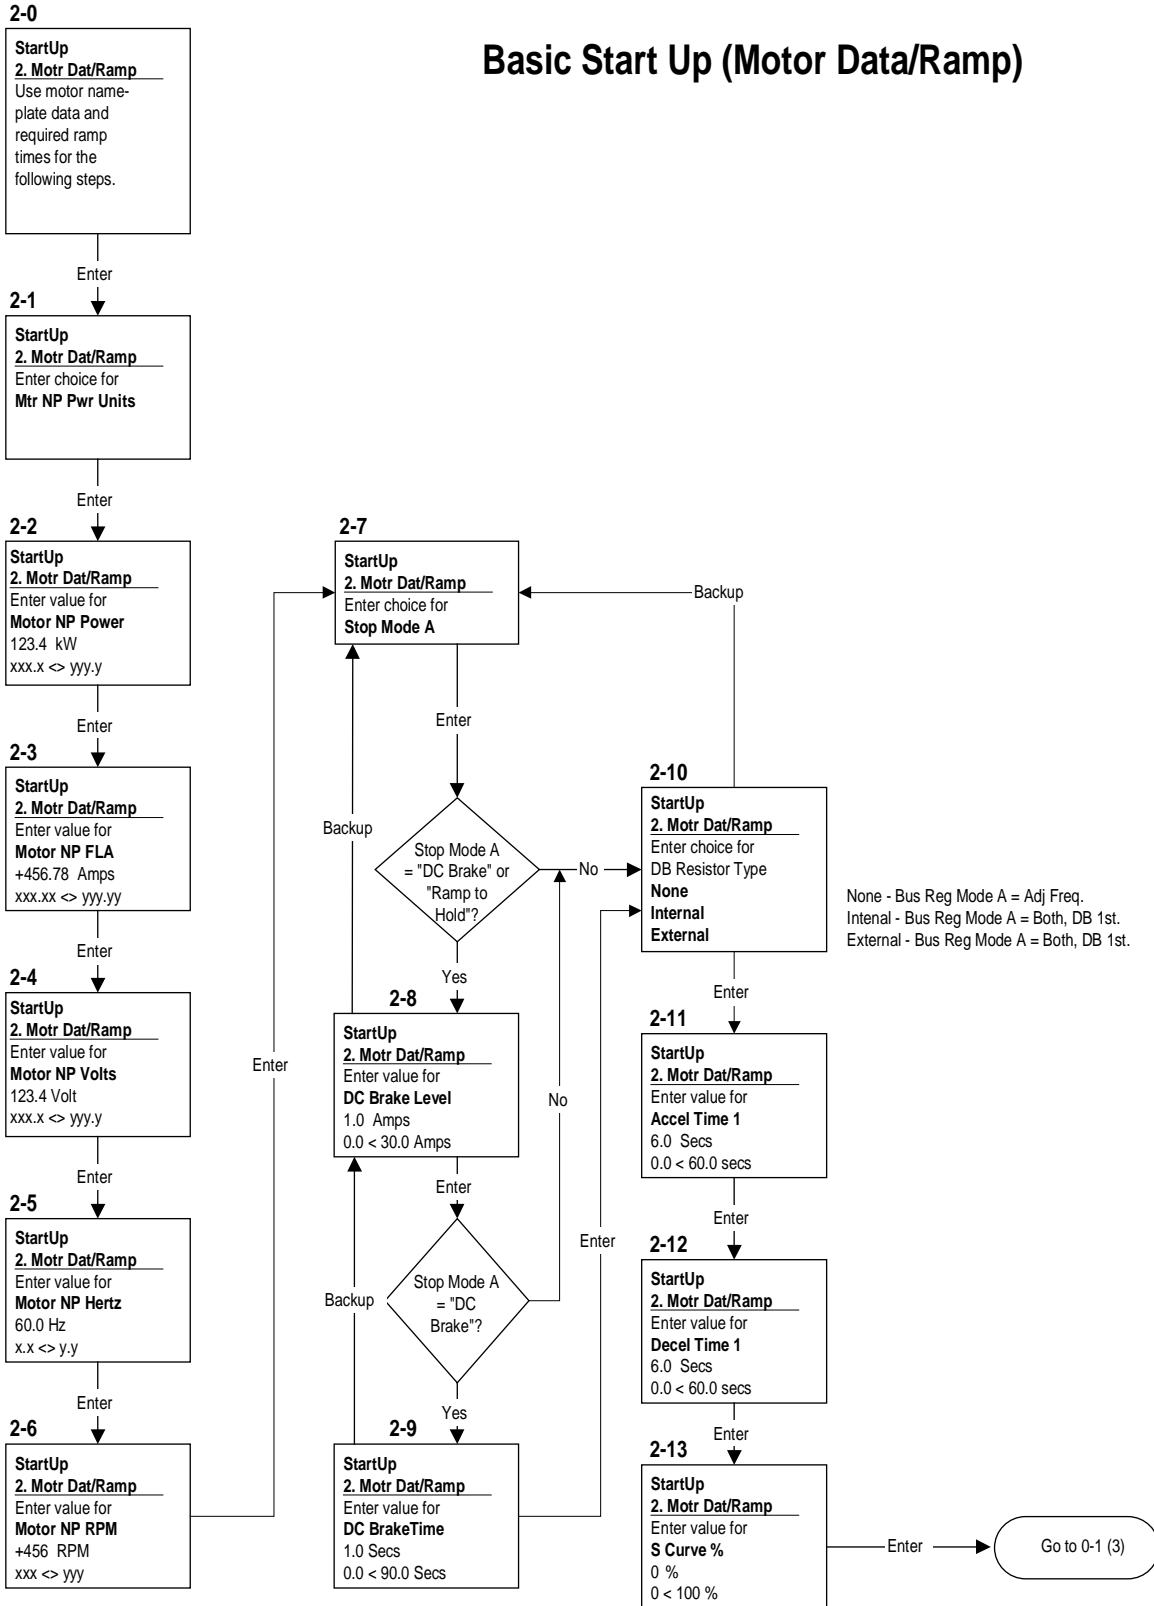 Basic Start Up (Motor Data/Ramp)
2-0
StartUp
2. Motr Dat/Ramp
Use motor name-
plate data and
required ramp
times for the
following steps.
Enter
2-1
StartUp
2. Motr Dat/Ramp
Enter choice for
Mtr NP Pwr Units
Enter
2-2
StartUp
2. Motr Dat/Ramp
Enter value for
Motor NP Power
123.4 kW
xxx.x <> yyy.y
Enter
2-3
StartUp
2. Motr Dat/Ramp
Enter value for
Motor NP FLA
+456.78 Amps
xxx.xx <> yyy.yy
Enter
2-4
StartUp
2. Motr Dat/Ramp
Enter value for
Motor NP Volts
123.4 Volt
xxx.x <> yyy.y
Enter
2-5
StartUp
2. Motr Dat/Ramp
Enter value for
Motor NP Hertz
60.0 Hz
x.x <> y.y
Enter
2-6
StartUp
2. Motr Dat/Ramp
Enter value for
Motor NP RPM
+456 RPM
xxx <> yyy
Enter
2-7
StartUp
2. Motr Dat/Ramp
Enter choice for
Stop Mode A
Enter
Stop Mode A
= "DC Brake" or
"Ramp to
Hold"?
No
Yes
Backup
2-8
StartUp
2. Motr Dat/Ramp
Enter value for
DC Brake Level
1.0 Amps
0.0 < 30.0 Amps
Enter
Stop Mode A
= "DC
Brake"?
No
Yes
Backup
2-9
StartUp
2. Motr Dat/Ramp
Enter value for
DC BrakeTime
1.0 Secs
0.0 < 90.0 Secs
Enter
Backup
2-10
StartUp
2. Motr Dat/Ramp
Enter choice for
DB Resistor Type
None
Internal
External
None - Bus Reg Mode A = Adj Freq.
Intenal - Bus Reg Mode A = Both, DB 1st.
External - Bus Reg Mode A = Both, DB 1st.
Enter
2-11
StartUp
2. Motr Dat/Ramp
Enter value for
Accel Time 1
6.0 Secs
0.0 < 60.0 secs
Enter
2-12
StartUp
2. Motr Dat/Ramp
Enter value for
Decel Time 1
6.0 Secs
0.0 < 60.0 secs
Enter
2-13
StartUp
2. Motr Dat/Ramp
Enter value for
S Curve %
0 %
0 < 100 %
Enter
Go to 0-1 (3)